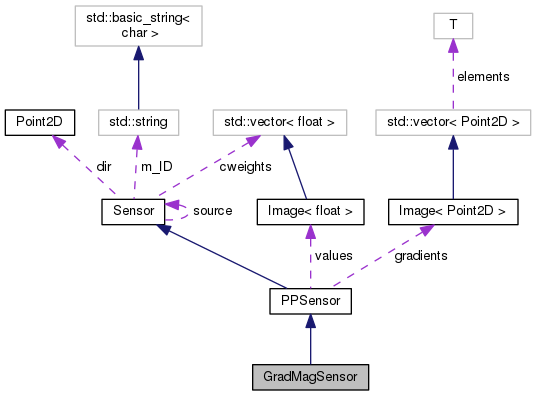 std::basic_string<
char >
T
elements
Point2D
std::string
std::vector< float >
std::vector< Point2D >
dir
m_ID
cweights
Sensor
source
Image< float >
Image< Point2D >
values
gradients
PPSensor
GradMagSensor